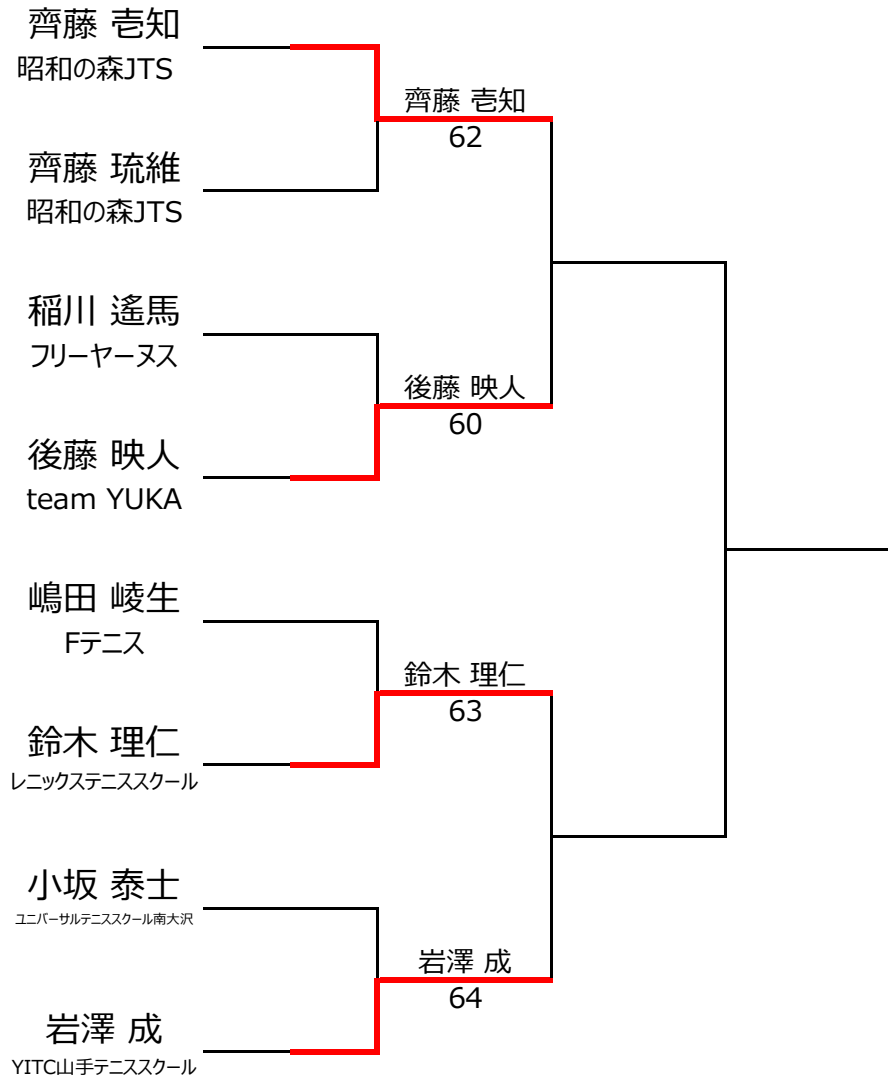 齊藤 壱知
昭和の森JTS
齊藤 壱知
62
齊藤 琉維
昭和の森JTS
稲川 遙馬
フリーヤーヌス
後藤 映人
60
後藤 映人
team YUKA
嶋田 崚生
Fテニス
鈴木 理仁
63
鈴木 理仁
レニックステニススクール
小坂 泰士
ユニバーサルテニススクール南大沢
岩澤 成
64
岩澤 成
YITC山手テニススクール